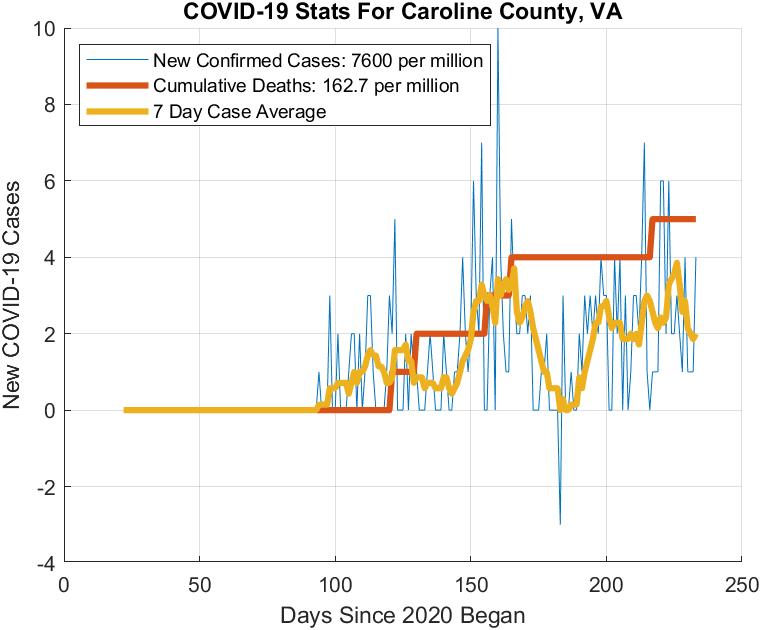 COVID-19 Stats For Caroline County, VA
New Confirmed Cases: 7600 per million
Cumulative Deaths: 162.7 per million
7 Day Case Average
New COVID-19 Cases
10
8
6
4
2
0
-2
-4
0 50 100 150 200 250
Days Since 2020 Began